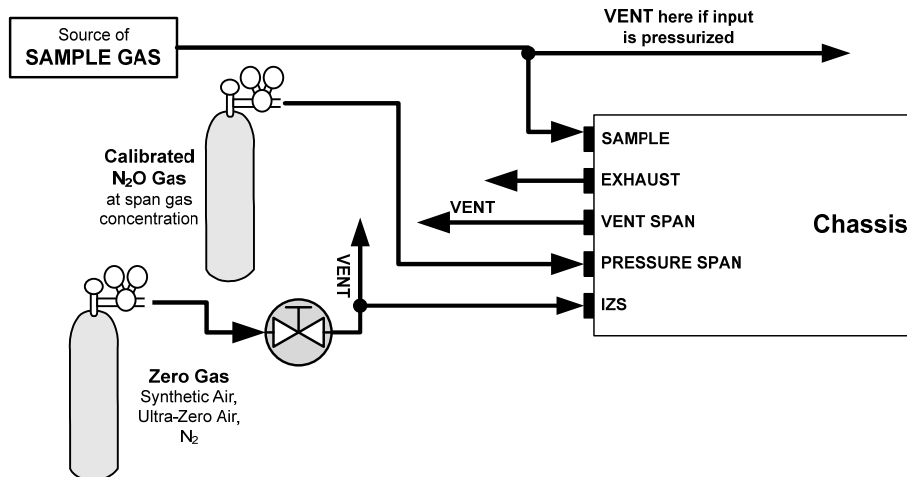 Source of
SAMPLE GAS
VENT here if input
is pressurized
Calibrated
N₂O Gas
at span gas
concentration
SAMPLE
EXHAUST
VENT
VENT SPAN
Chassis
PRESSURE SPAN
VENT
IZS
Zero Gas
Synthetic Air,
Ultra-Zero Air,
N₂